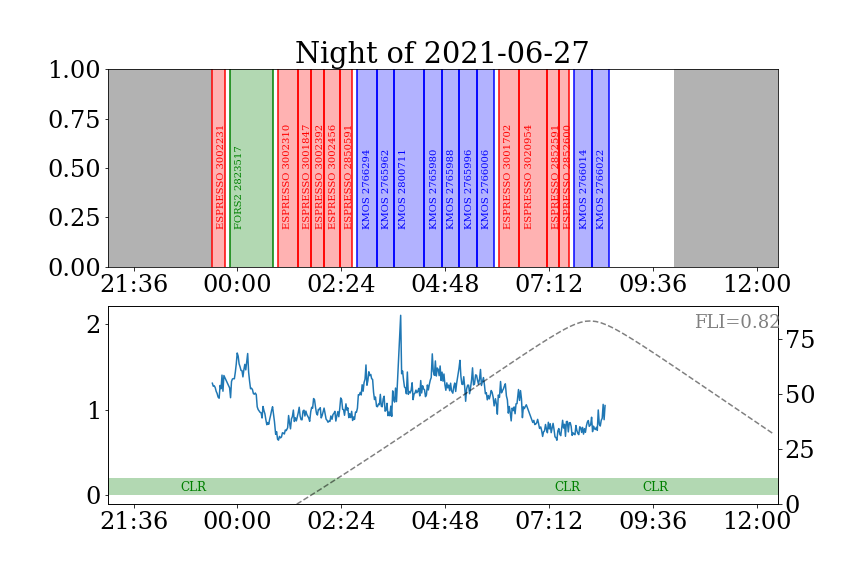 Night of 2021-06-27
1.00
0.75
0.50
0.25
0.00
ESPRESSO 3002231
FORS2 2823517
ESPRESSO 3002310
ESPRESSO 3001847
ESPRESSO 3002392
ESPRESSO 3002456
ESPRESSO 2850591
KMOS 2766294
KMOS 2765962
KMOS 2800711
KMOS 2765980
KMOS 2765988
KMOS 2765996
KMOS 2766006
ESPRESSO 3001702
ESPRESSO 3020954
ESPRESSO 2852591
ESPRESSO 2852600
KMOS 2766014
KMOS 2766022
21:36 00:00 02:24 04:48 07:12 09:36 12:00
FLI=0.82
2
1
0
75
50
25
0
CLR CLR CLR
21:36 00:00 02:24 04:48 07:12 09:36 12:00